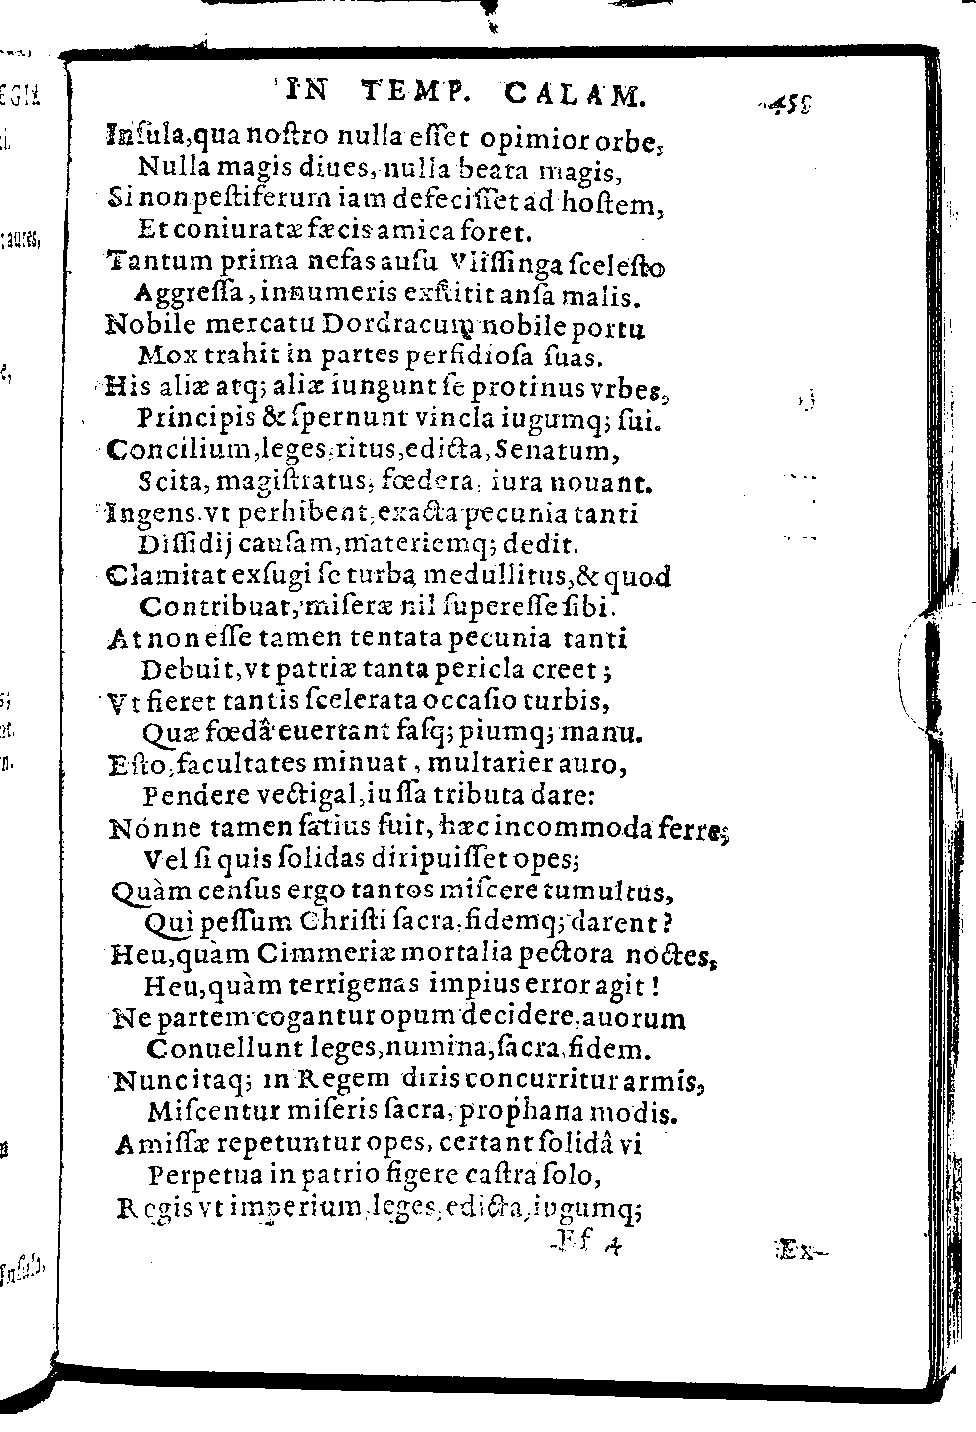 IN TEMP. CALAM. 455
Inſula,qua noſtro nulla eſſet opimior orbe,
Nulla magis diues, nulla beata magis,
Si non peſtiferum iam defeciſſet ad hoſtem,
Et coniuratæ fæcis amica foret.
Tantum prima nefas auſu Vliſſinga ſceleſto
Aggreſſa, innumeris exſtitit anſa malis.
Nobile mercatu Dordracum, nobile portu
Mox trahit in partes perfidioſa ſuas.
His aliæ atq; aliæ iungunt ſe protinus vrbes,
Principis & ſpernunt vincla iugumq; ſui.
Concilium,leges,ritus,edicta,Senatum,
Scita, magiſtratus, fœdera, iura nouant.
Ingens, vt perhibent, exacta pecunia tanti
Diſſidij cauſam, materiemq; dedit.
Clamitat exſugi ſe turba medullitus,& quod
Contribuat, miſeræ nil ſupereſſe ſibi.
At non eſſe tamen tentata pecunia tanti
Debuit,vt patriæ tanta pericla creet;
Vt fieret tantis ſcelerata occaſio turbis,
Quæ fœdâ euertant faſq; piumq; manu.
Eſto, facultates minuat, multarier auro,
Pendere vectigal, iuſſa tributa dare:
Nónne tamen ſatius fuit, hæc incommoda ferre,
Vel ſi quis ſolidas diripuiſſet opes;
Quàm cenſus ergo tantos miſcere tumultus,
Qui peſſum Chriſti ſacra, fidemq; darent?
Heu,quàm Cimmeriæ mortalia pectora noctes,
Heu,quàm terrigenas impius error agit!
Ne partem cogantur opum decidere, auorum
Conuellunt leges,numina,ſacra,fidem.
Nunc itaq; in Regem diris concurritur armis,
Miſcentur miſeris ſacra, prophana modis.
Amiſſæ repetuntur opes, certant ſolidâ vi
Perpetua in patrio figere caſtra ſolo,
Regis vt imperium, leges, edicta, iugumq;
Ff 4 Ex-